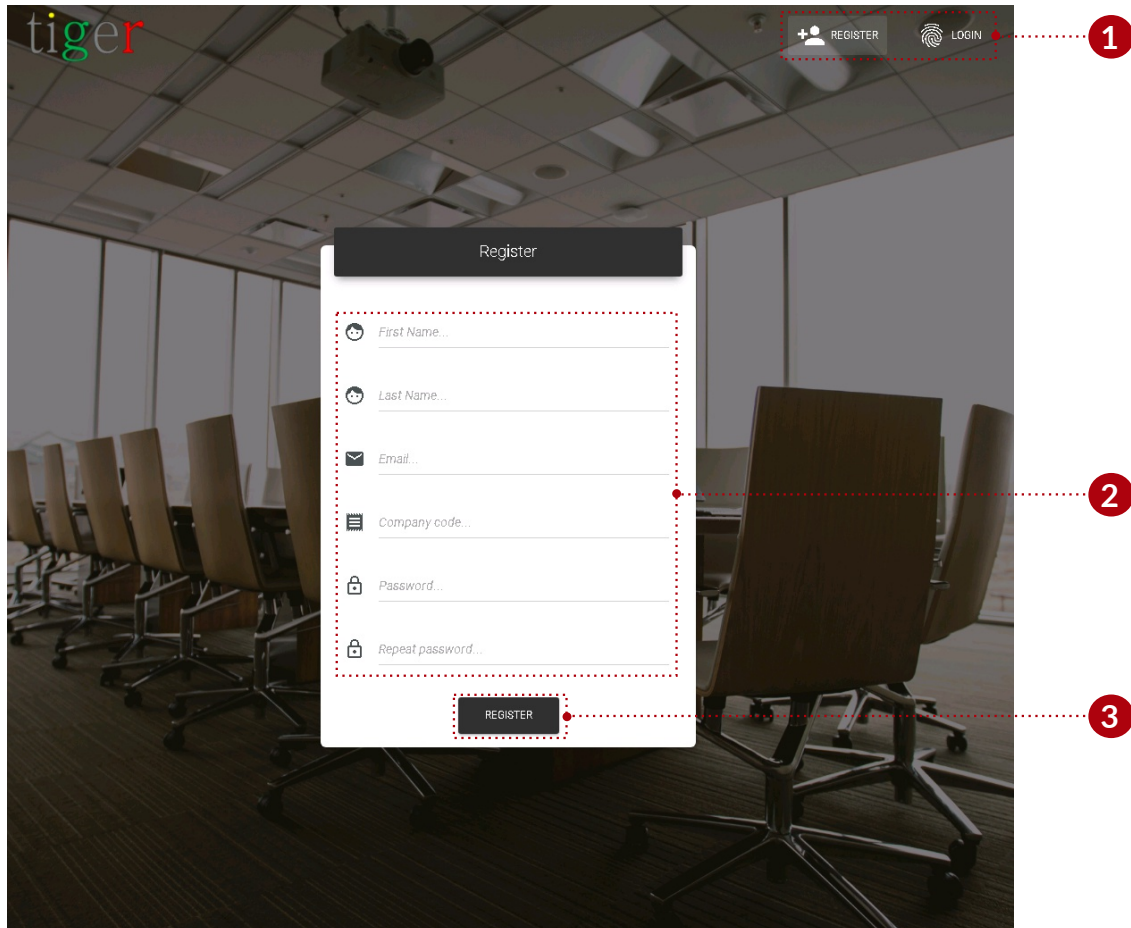 tiger
REGISTER
LOGIN
1
Register
First Name...
Last Name...
Email...
2
Company code...
Password...
Repeat password...
REGISTER
3